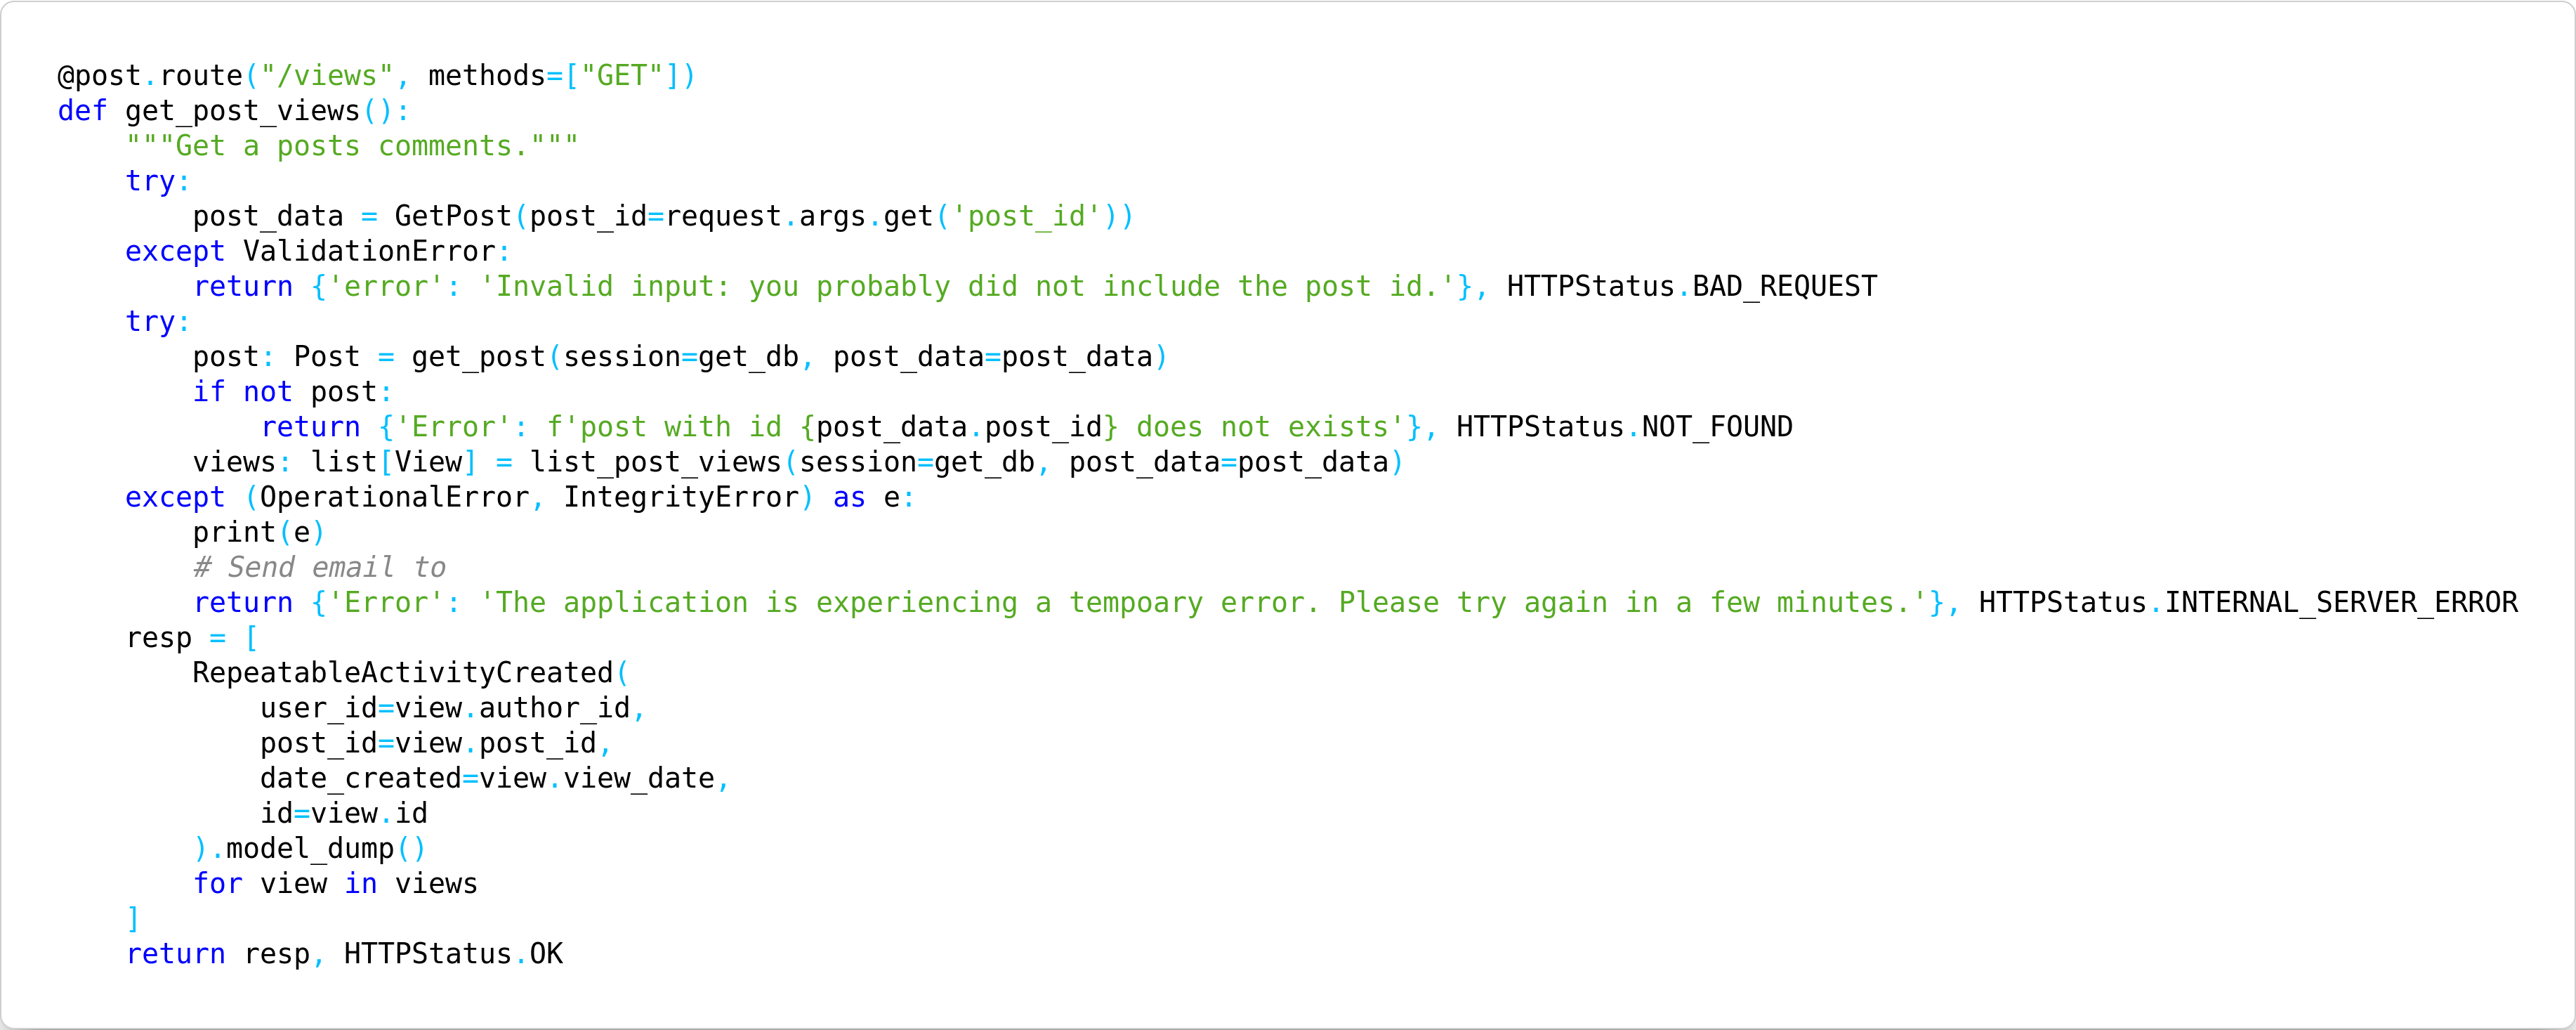 @post.route("/views", methods=["GET"])
def get_post_views():
    """Get a posts comments."""
    try:
        post_data = GetPost(post_id=request.args.get('post_id'))
    except ValidationError:
        return {'error': 'Invalid input: you probably did not include the post id.'}, HTTPStatus.BAD_REQUEST
    try:
        post: Post = get_post(session=get_db, post_data=post_data)
        if not post:
            return {'Error': f'post with id {post_data.post_id} does not exists'}, HTTPStatus.NOT_FOUND
        views: list[View] = list_post_views(session=get_db, post_data=post_data)
    except (OperationalError, IntegrityError) as e:
        print(e)
        # Send email to
        return {'Error': 'The application is experiencing a tempoary error. Please try again in a few minutes.'}, HTTPStatus.INTERNAL_SERVER_ERROR
    resp = [
        RepeatableActivityCreated(
            user_id=view.author_id,
            post_id=view.post_id,
            date_created=view.view_date,
            id=view.id
        ).model_dump()
        for view in views
    ]
    return resp, HTTPStatus.OK